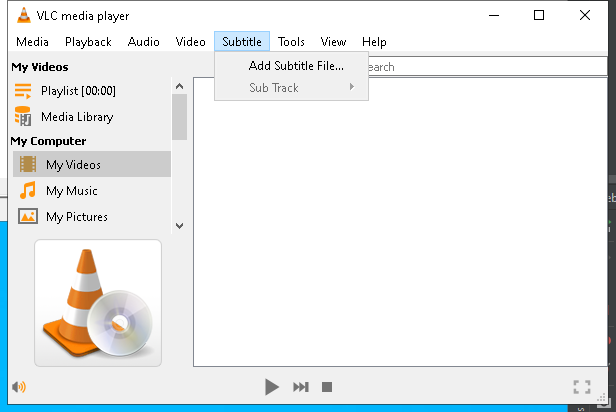 VLC media player
Media Playback Audio Video Subtitle Tools View Help
My Videos
Add Subtitle File...
Sub Track
Playlist [00:00]
Media Library
My Computer
My Videos
My Music
My Pictures